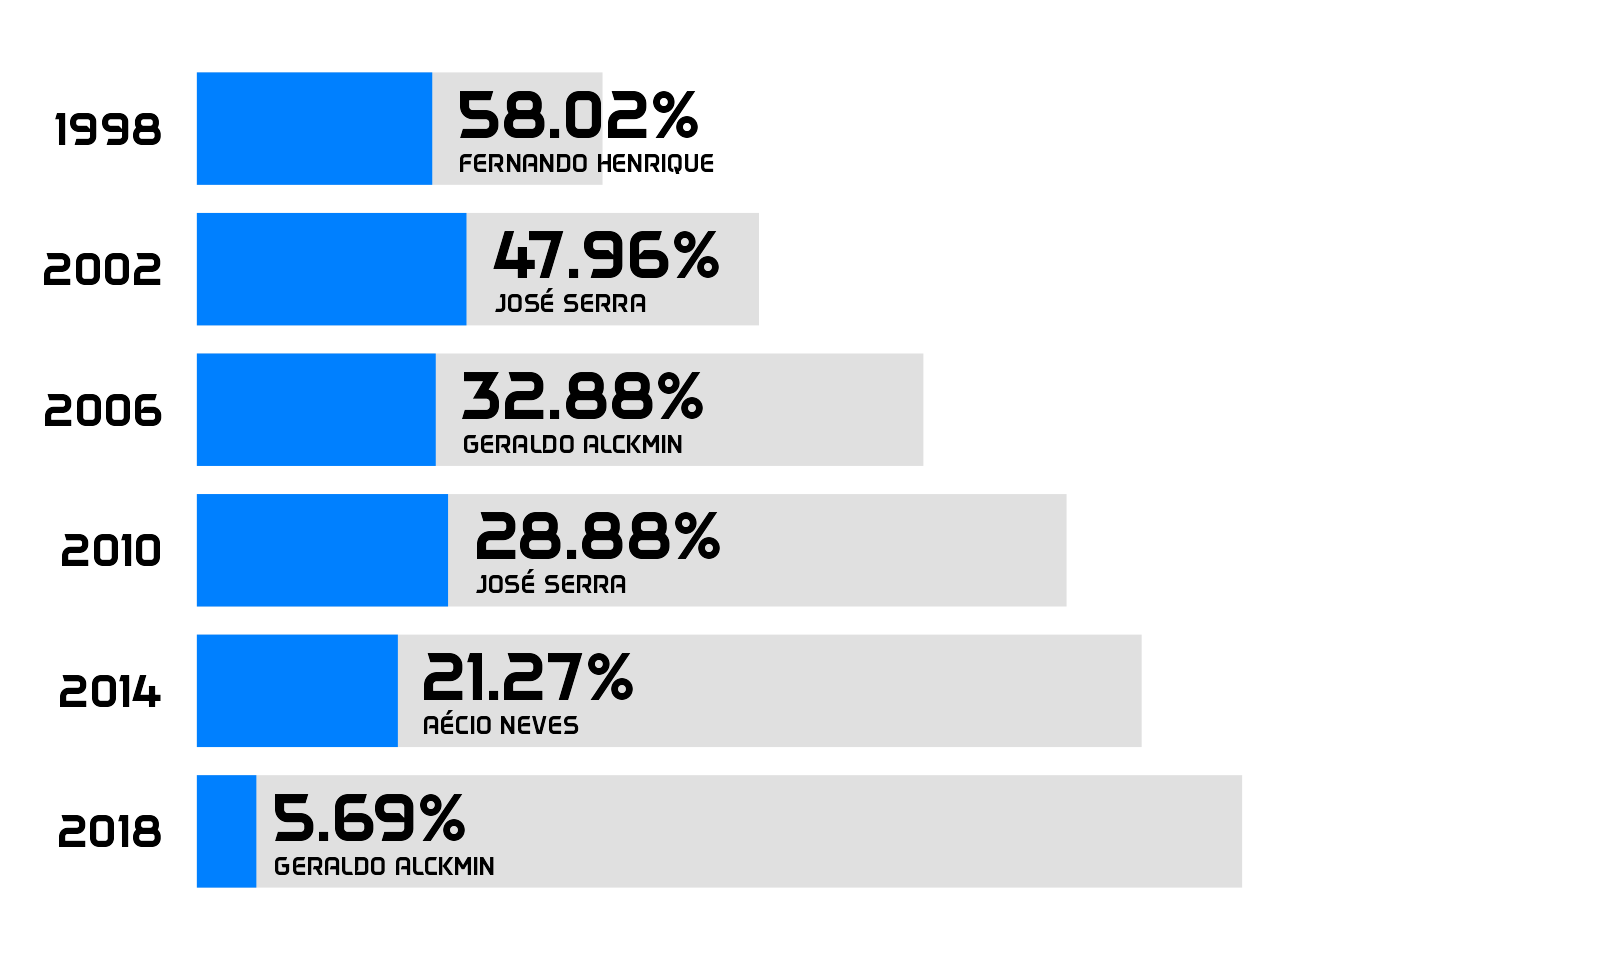 1998
58.02%
FERNANDO HENRIQUE
2002
47.96%
JOSÉ SERRA
2006
32.88%
GERALDO ALCKMIN
2010
28.88%
JOSÉ SERRA
2014
21.27%
AÉCIO NEVES
2018
5.69%
GERALDO ALCKMIN